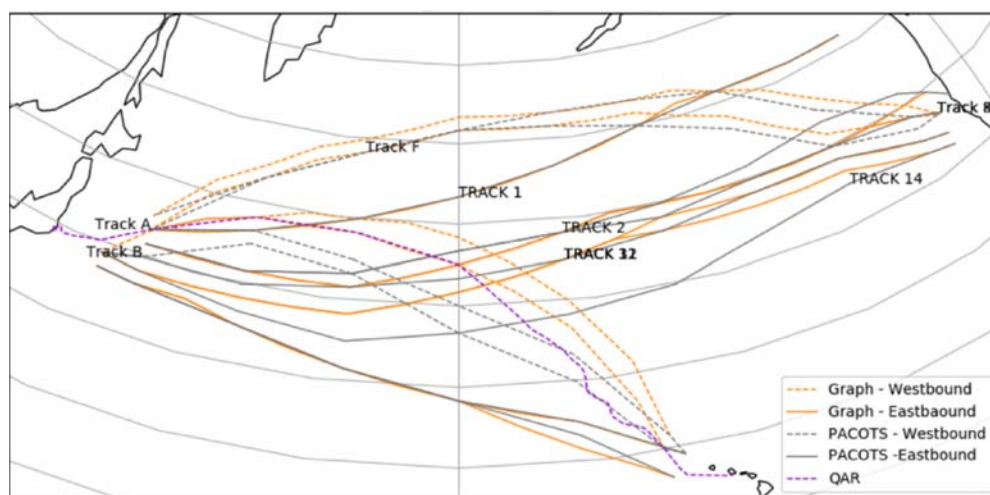 Track 8
Track F
TRACK 14
TRACK 1
Track A
TRACK 2
Track B
Graph - Westbound
Graph - Eastbaound
PACOTS - Westbound
PACOTS -Eastbound
QAR